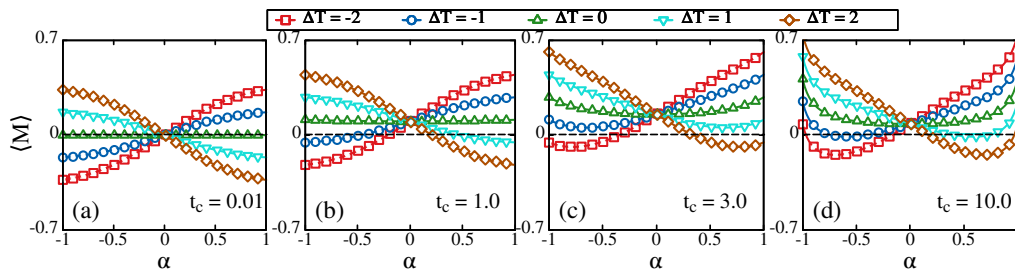 ΔT = -2 ΔT = -1 ΔT = 0 ΔT = 1 ΔT = 2
0.7 0.7 0.7 0.7
⟨M⟩ 0 0 0 0
(a) t_c = 0.01 (b) t_c = 1.0 (c) t_c = 3.0 (d) t_c = 10.0
-0.7 -0.7 -0.7 -0.7
-1 -0.5 0 0.5 1 -1 -0.5 0 0.5 1 -1 -0.5 0 0.5 1 -1 -0.5 0 0.5 1
α α α α